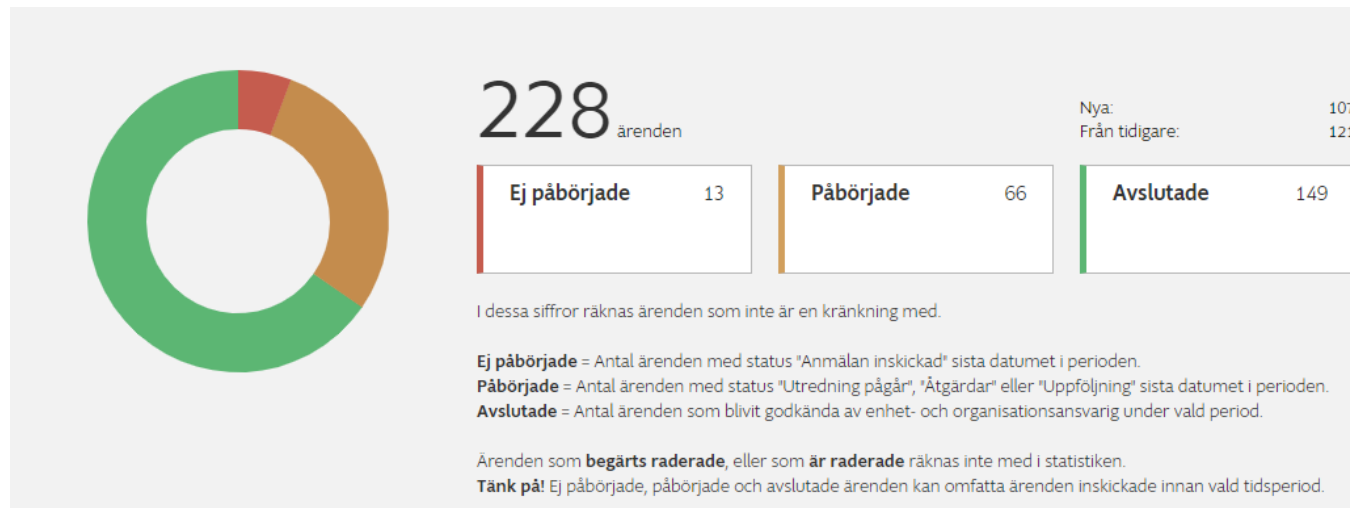 228 ärenden
Nya: 107
Från tidigare: 121
Ej påbörjade 13
Påbörjade 66
Avslutade 149
I dessa siffror räknas ärenden som inte är en kränkning med.
Ej påbörjade = Antal ärenden med status "Anmälan inskickad" sista datumet i perioden.
Påbörjade = Antal ärenden med status "Utredning pågår", "Åtgärdar" eller "Uppföljning" sista datumet i perioden.
Avslutade = Antal ärenden som blivit godkända av enhet- och organisationsansvarig under vald period.
Ärenden som begärts raderade, eller som är raderade räknas inte med i statistiken.
Tänk på! Ej påbörjade, påbörjade och avslutade ärenden kan omfatta ärenden inskickade innan vald tidsperiod.